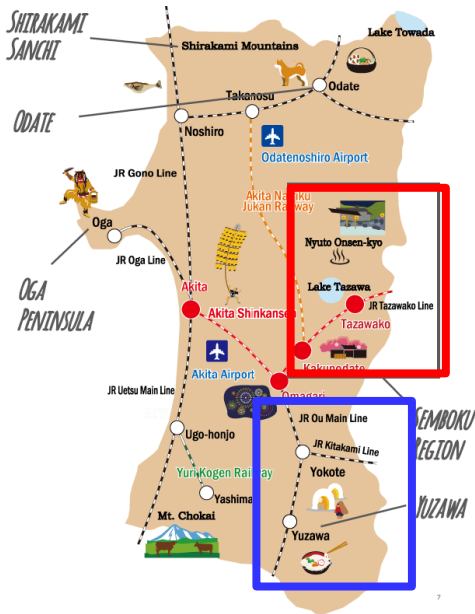 SHIRAKAMI
SANCHI
Shirakami Mountains
Lake Towada
Odate
Takanosu
ODATE
Noshiro
Odatenoshiro Airport
JR Gono Line
Akita Nairiku
Jukan Railway
Oga
Nyuto Onsen-kyo
JR Oga Line
OGA
PENINSULA
Lake Tazawa
Akita
JR Tazawako Line
Akita Shinkansen
Tazawako
Akita Airport
Kakunodate
Omagari
JR Uetsu Main Line
SEMBOKU
REGION
JR Ou Main Line
Ugo-honjo
JR Kitakami Line
Yuri Kogen Railway
Yokote
Yashima
YUZAWA
Mt. Chokai
Yuzawa
7